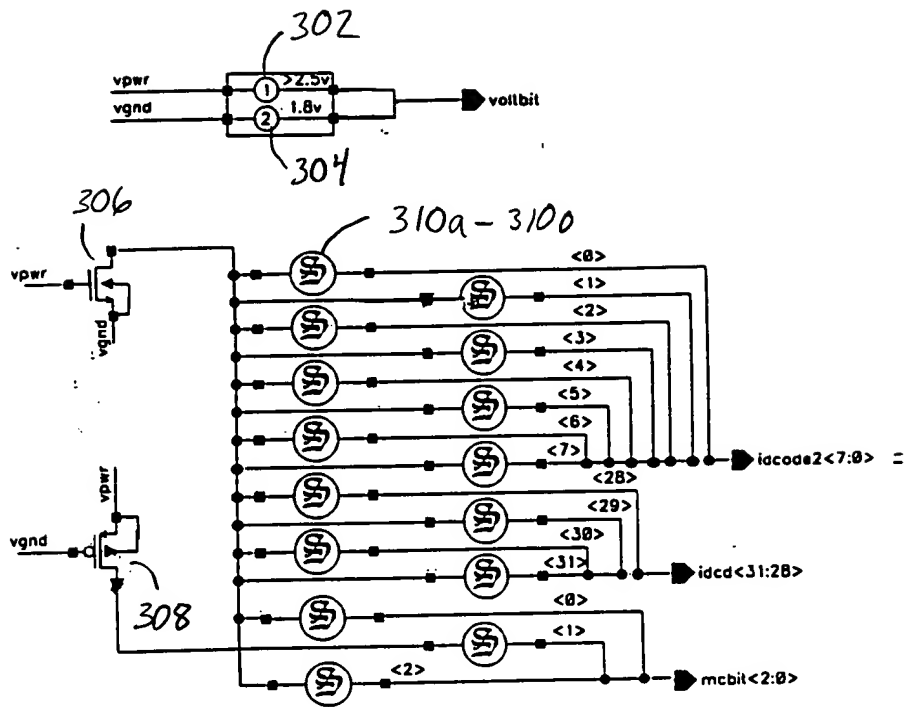 302
vpwr
>2.5v
1
voltbit
vgnd
1.8v
2
304
306
310a - 310o
vpwr
<0>
<1>
<2>
vgnd
<3>
<4>
<5>
<6>
<7>
idcode2<7:0> =
<28>
vpwr
<29>
vgnd
<30>
<31>
idcd<31:28>
308
<0>
<1>
<2>
mcbit<2:0>